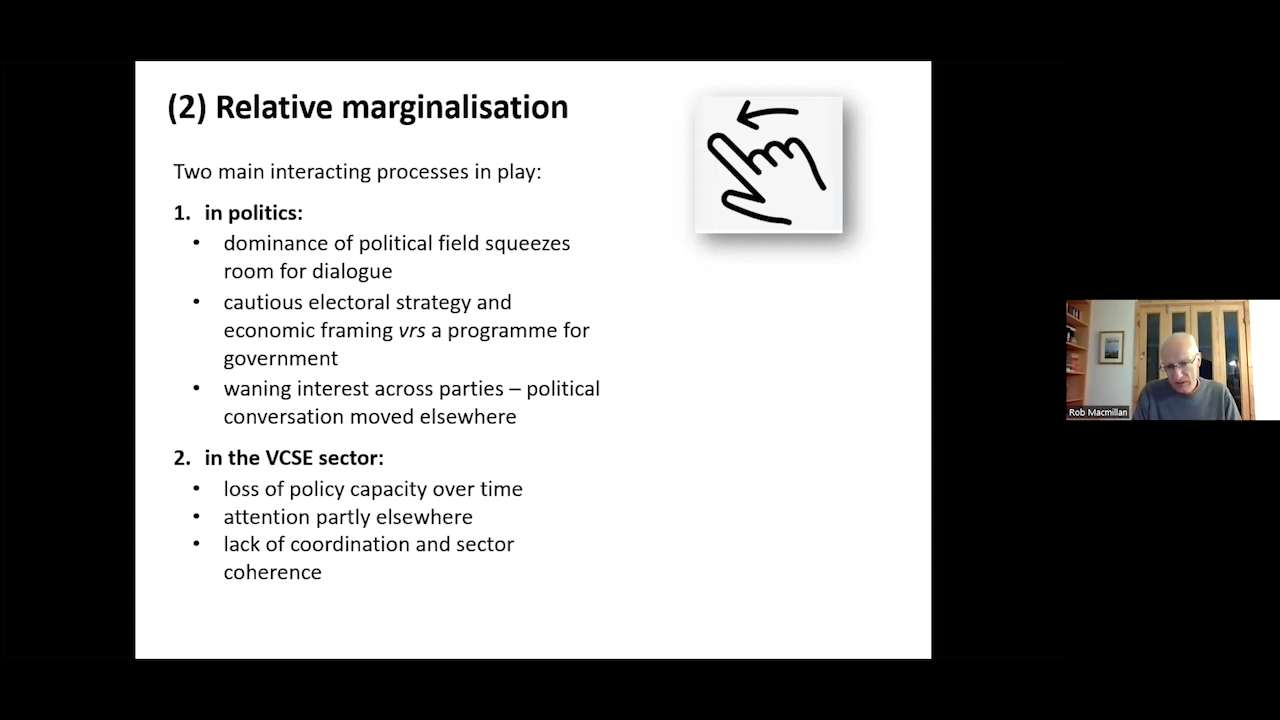 (2) Relative marginalisation
Two main interacting processes in play:
1. in politics:
• dominance of political field squeezes
room for dialogue
• cautious electoral strategy and
economic framing vrs a programme for
government
• waning interest across parties – political
conversation moved elsewhere
2. in the VCSE sector:
• loss of policy capacity over time
• attention partly elsewhere
• lack of coordination and sector
coherence
Rob Macmillan